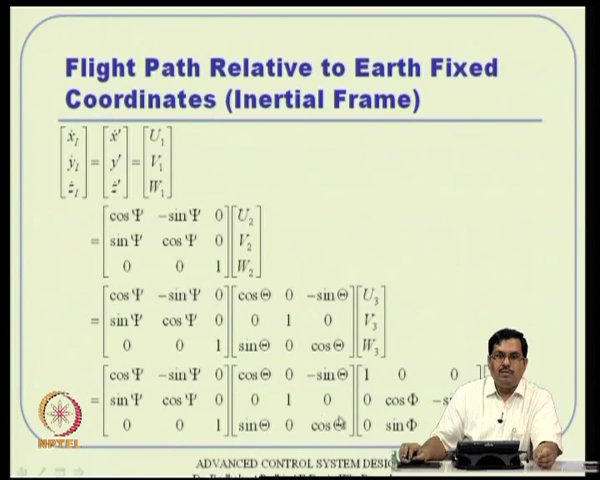 Flight Path Relative to Earth Fixed
Coordinates (Inertial Frame)
[ẋ_I] [ẋ'] [U_1]
[ẏ_I] = [y'] = [V_1]
[ż_I] [ż'] [W_1]
[cos Ψ −sin Ψ 0] [U_2]
= [sin Ψ cos Ψ 0] [V_2]
[0 0 1] [W_2]
[cos Ψ −sin Ψ 0] [cos Θ 0 −sin Θ] [U_3]
= [sin Ψ cos Ψ 0] [0 1 0] [V_3]
[0 0 1] [sin Θ 0 cos Θ] [W_3]
[cos Ψ −sin Ψ 0] [cos Θ 0 −sin Θ] [1 0 0]
= [sin Ψ cos Ψ 0] [0 1 0] [0 cos Φ
[0 0 1] [sin Θ 0 cos Θ] [0 sin Φ
NPTEL
ADVANCED CONTROL SYSTEM